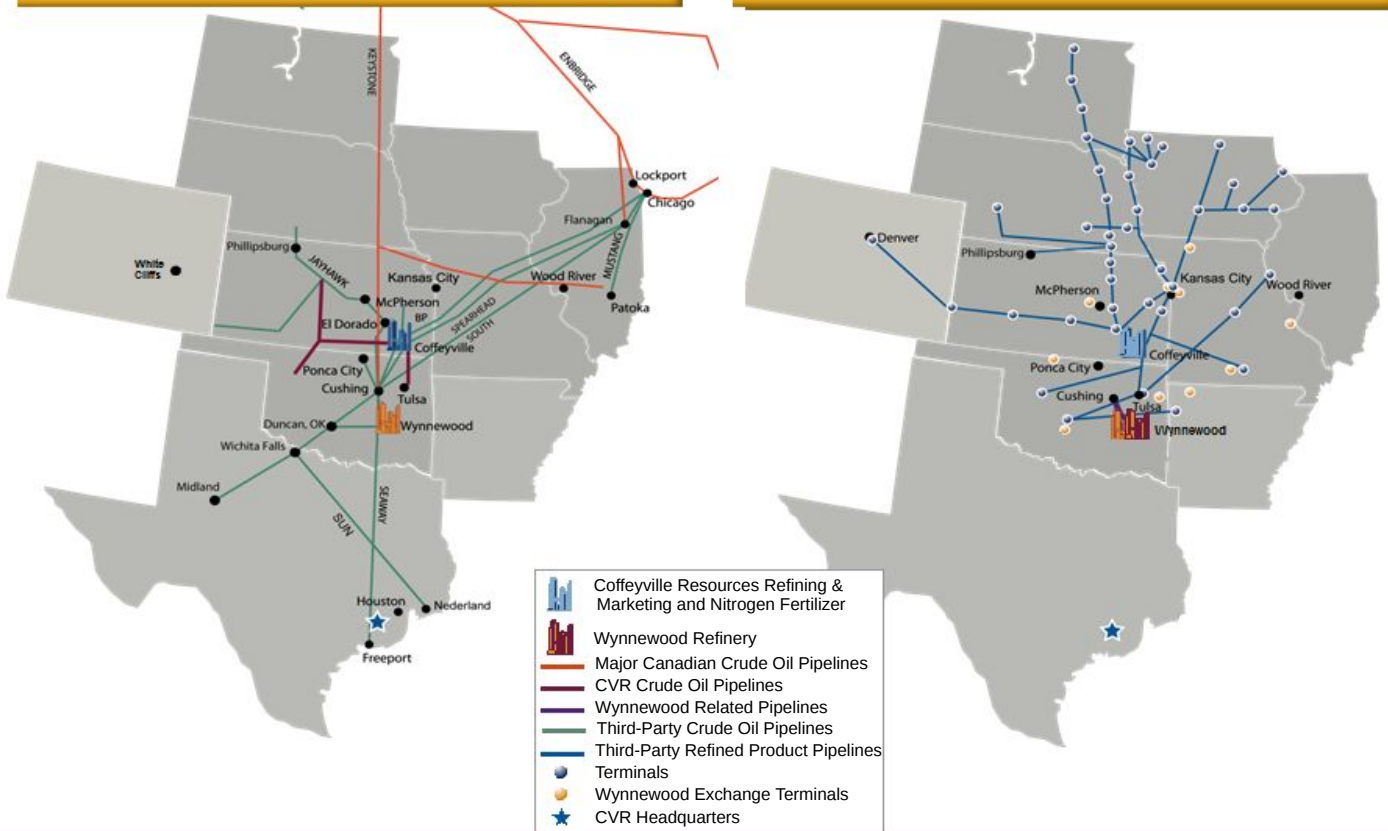 KEYSTONE
ENBRIDGE
Lockport
Chicago
Flanagan
MUSTANG
Phillipsburg
JAYHAWK
White
Cliffs
Kansas City
Wood River
McPherson
Patoka
El Dorado
BP
SPEARHEAD
SOUTH
Coffeyville
Ponca City
Cushing
Tulsa
Duncan, OK
Wynnewood
Wichita Falls
Midland
SEAWAY
SUN
Houston
Nederland
Freeport
Denver
Phillipsburg
Kansas City
McPherson
Wood River
Coffeyville
Ponca City
Cushing
Tulsa
Wynnewood
Coffeyville Resources Refining &
Marketing and Nitrogen Fertilizer
Wynnewood Refinery
Major Canadian Crude Oil Pipelines
CVR Crude Oil Pipelines
Wynnewood Related Pipelines
Third-Party Crude Oil Pipelines
Third-Party Refined Product Pipelines
Terminals
Wynnewood Exchange Terminals
CVR Headquarters